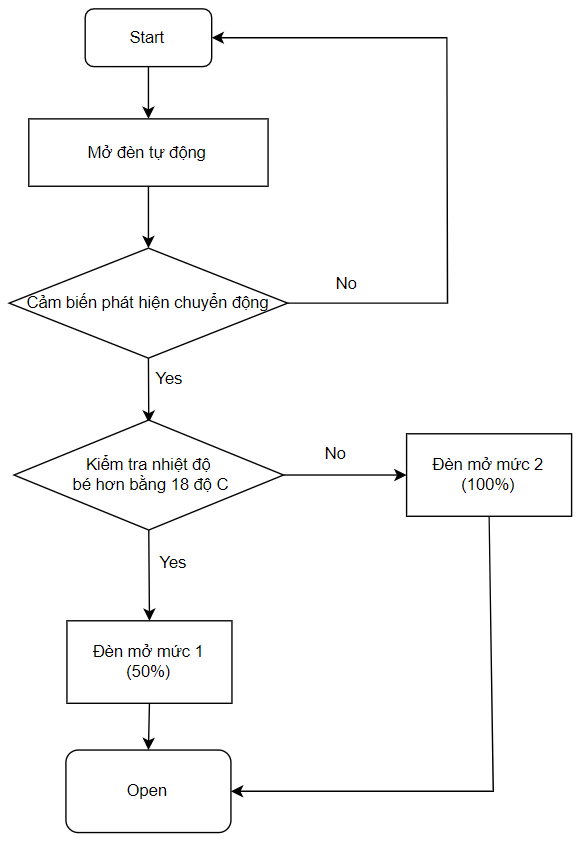 Start
Mở đèn tự động
Cảm biến phát hiện chuyển động
No
Yes
Kiểm tra nhiệt độ
bé hơn bằng 18 độ C
No
Đèn mở mức 2
(100%)
Yes
Đèn mở mức 1
(50%)
Open